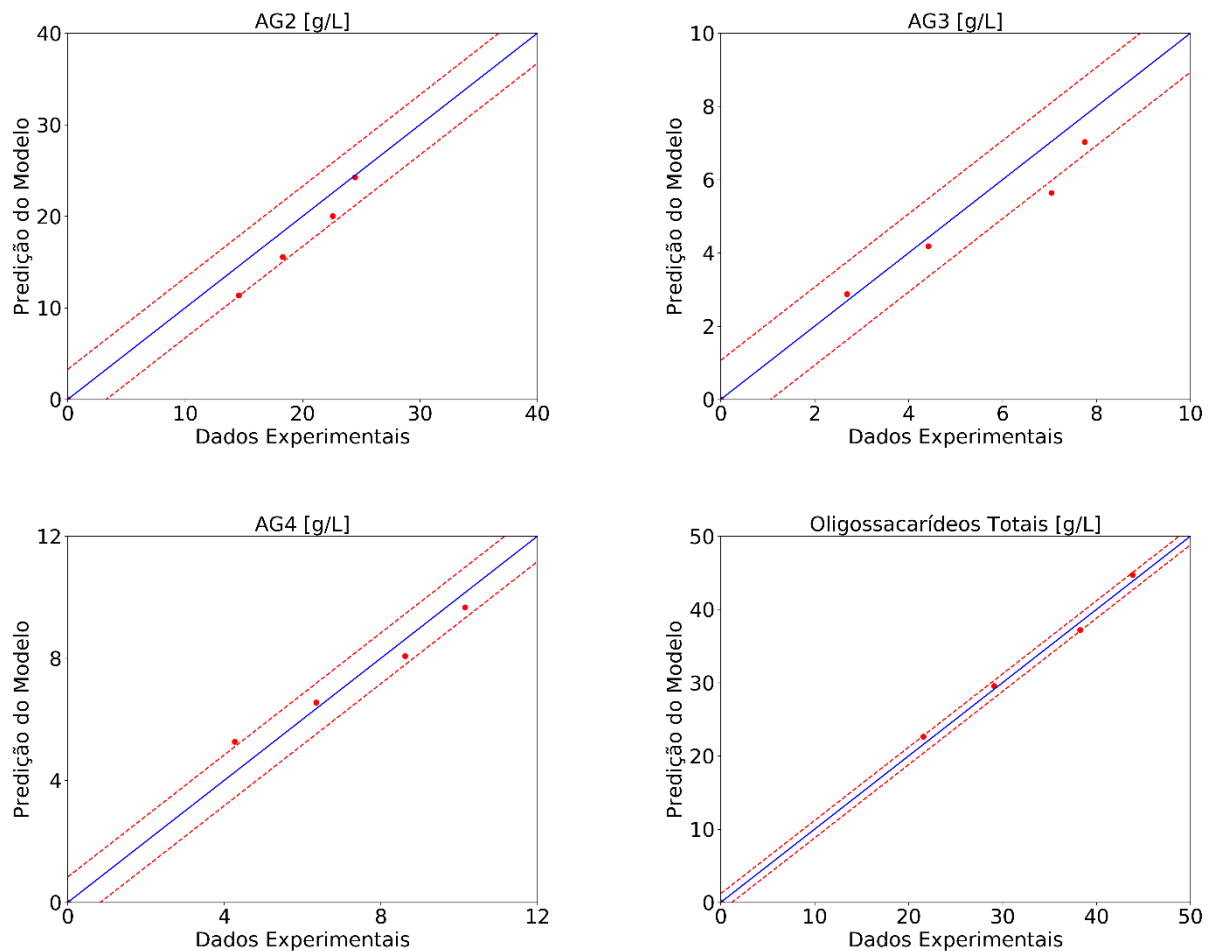 AG2 [g/L]
Predição do Modelo
40
30
20
10
0
0 10 20 30 40
Dados Experimentais
AG3 [g/L]
Predição do Modelo
10
8
6
4
2
0
0 2 4 6 8 10
Dados Experimentais
AG4 [g/L]
Predição do Modelo
12
8
4
0
0 4 8 12
Dados Experimentais
Oligossacarídeos Totais [g/L]
Predição do Modelo
50
40
30
20
10
0
0 10 20 30 40 50
Dados Experimentais